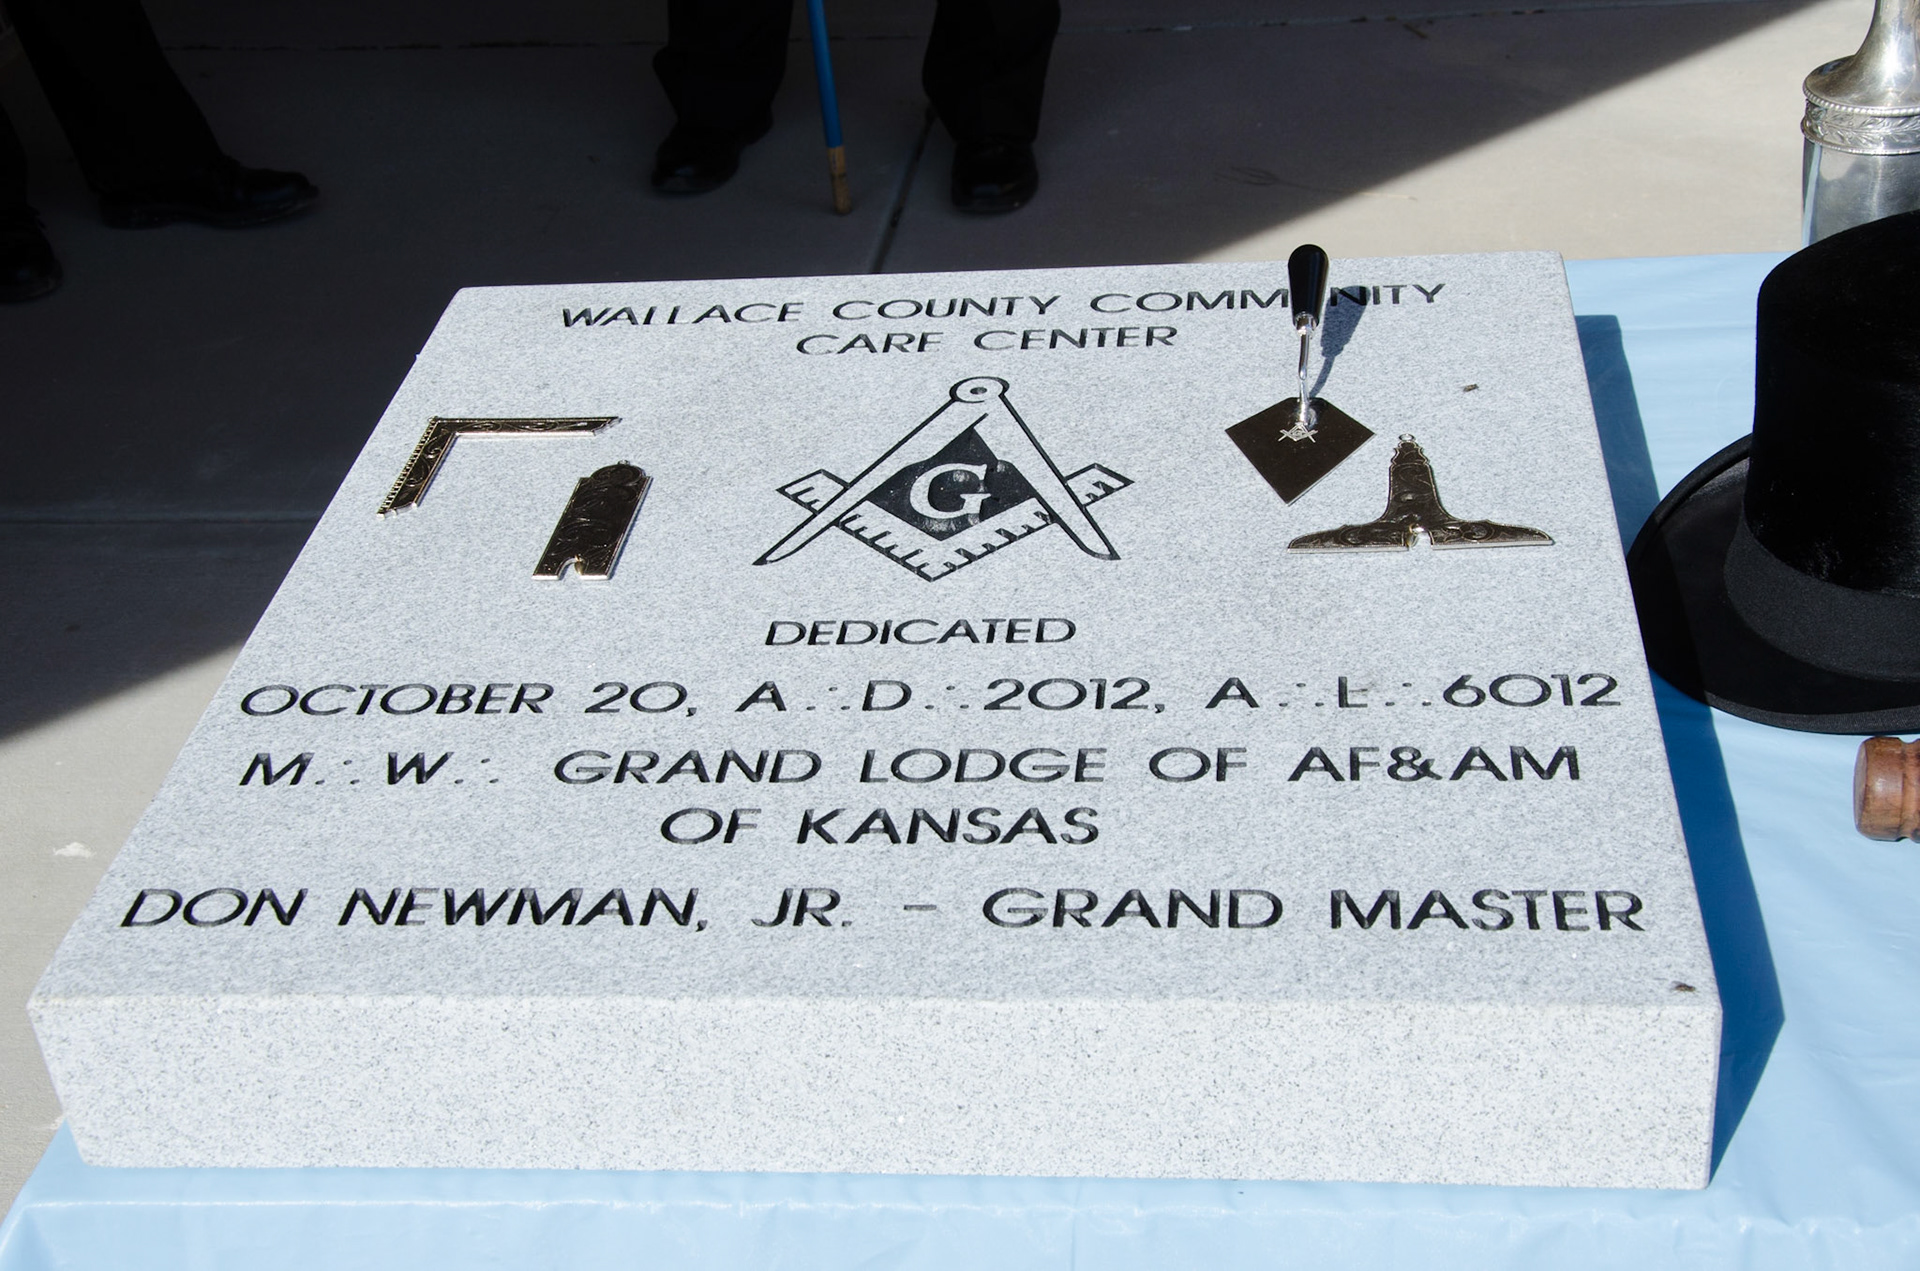 WALLACE COUNTY COMMUNITY
CARE CENTER
G
DEDICATED
OCTOBER 20, A∴D∴2012, A∴L∴6012
M∴W∴ GRAND LODGE OF AF&AM
OF KANSAS
DON NEWMAN, JR. - GRAND MASTER